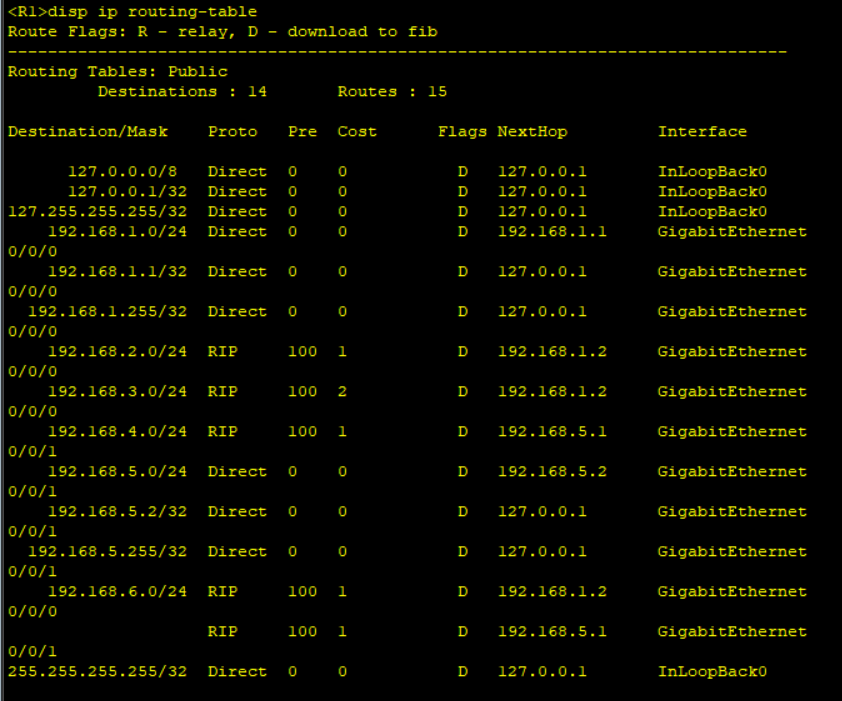 <R1>disp ip routing-table
Route Flags: R - relay, D - download to fib
------------------------------------------------------------------------------
Routing Tables: Public
         Destinations : 14       Routes : 15

Destination/Mask    Proto   Pre  Cost      Flags NextHop         Interface

      127.0.0.0/8   Direct  0    0           D   127.0.0.1       InLoopBack0
      127.0.0.1/32  Direct  0    0           D   127.0.0.1       InLoopBack0
127.255.255.255/32  Direct  0    0           D   127.0.0.1       InLoopBack0
    192.168.1.0/24  Direct  0    0           D   192.168.1.1     GigabitEthernet
0/0/0
    192.168.1.1/32  Direct  0    0           D   127.0.0.1       GigabitEthernet
0/0/0
  192.168.1.255/32  Direct  0    0           D   127.0.0.1       GigabitEthernet
0/0/0
    192.168.2.0/24  RIP     100  1           D   192.168.1.2     GigabitEthernet
0/0/0
    192.168.3.0/24  RIP     100  2           D   192.168.1.2     GigabitEthernet
0/0/0
    192.168.4.0/24  RIP     100  1           D   192.168.5.1     GigabitEthernet
0/0/1
    192.168.5.0/24  Direct  0    0           D   192.168.5.2     GigabitEthernet
0/0/1
    192.168.5.2/32  Direct  0    0           D   127.0.0.1       GigabitEthernet
0/0/1
  192.168.5.255/32  Direct  0    0           D   127.0.0.1       GigabitEthernet
0/0/1
    192.168.6.0/24  RIP     100  1           D   192.168.1.2     GigabitEthernet
0/0/0
                    RIP     100  1           D   192.168.5.1     GigabitEthernet
0/0/1
255.255.255.255/32  Direct  0    0           D   127.0.0.1       InLoopBack0